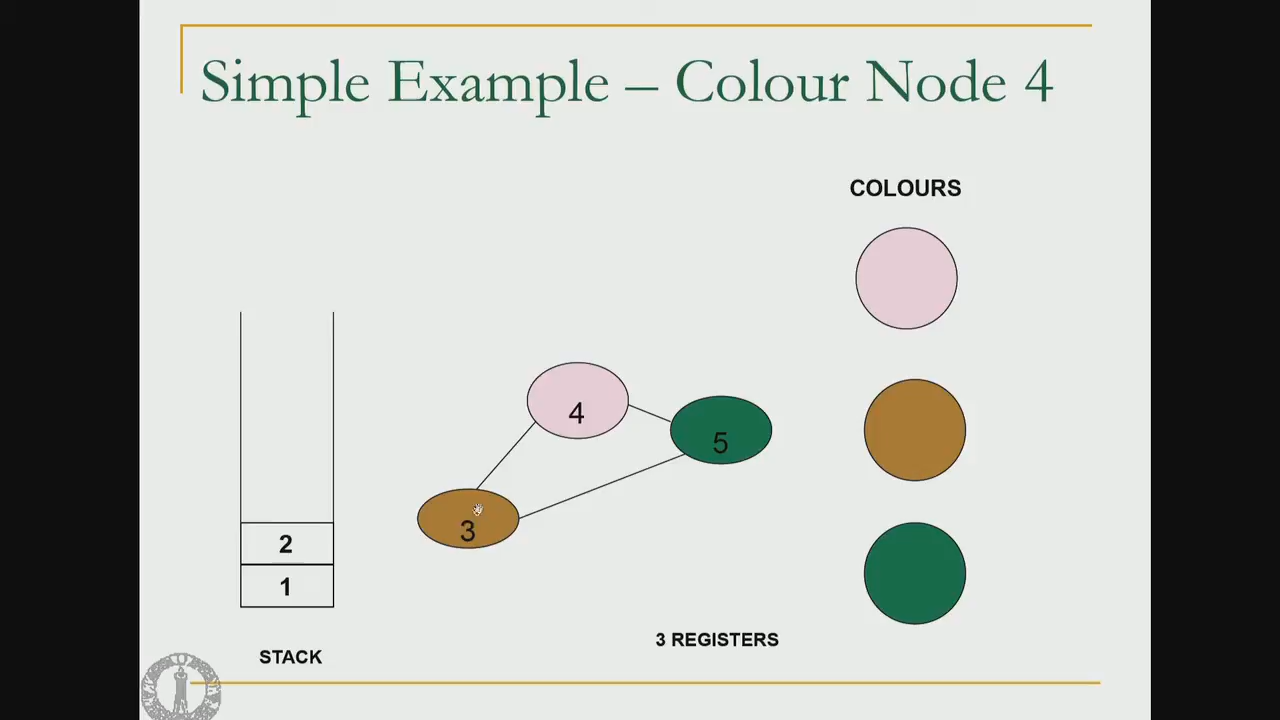 Simple Example – Colour Node 4
COLOURS
4
5
3
2
1
3 REGISTERS
STACK